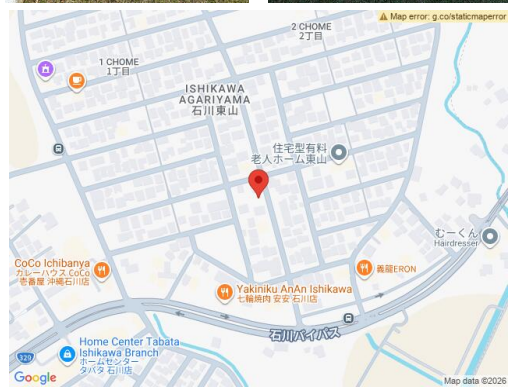 Map error: g.co/staticmaperror
2 CHOME
2丁目
1 CHOME
1丁目
ISHIKAWA
AGARIYAMA
石川東山
住宅型有料
老人ホーム東山
むーくん
Hairdresser
CoCo Ichibanya
カレーハウス CoCo
壱番屋 沖縄石川店
義龍ERON
Yakiniku AnAn Ishikawa
七輪焼肉 安安 石川店
石川バイパス
Home Center Tabata
Ishikawa Branch
ホームセンター
タバタ 石川店
329
Google
Map data ©2026